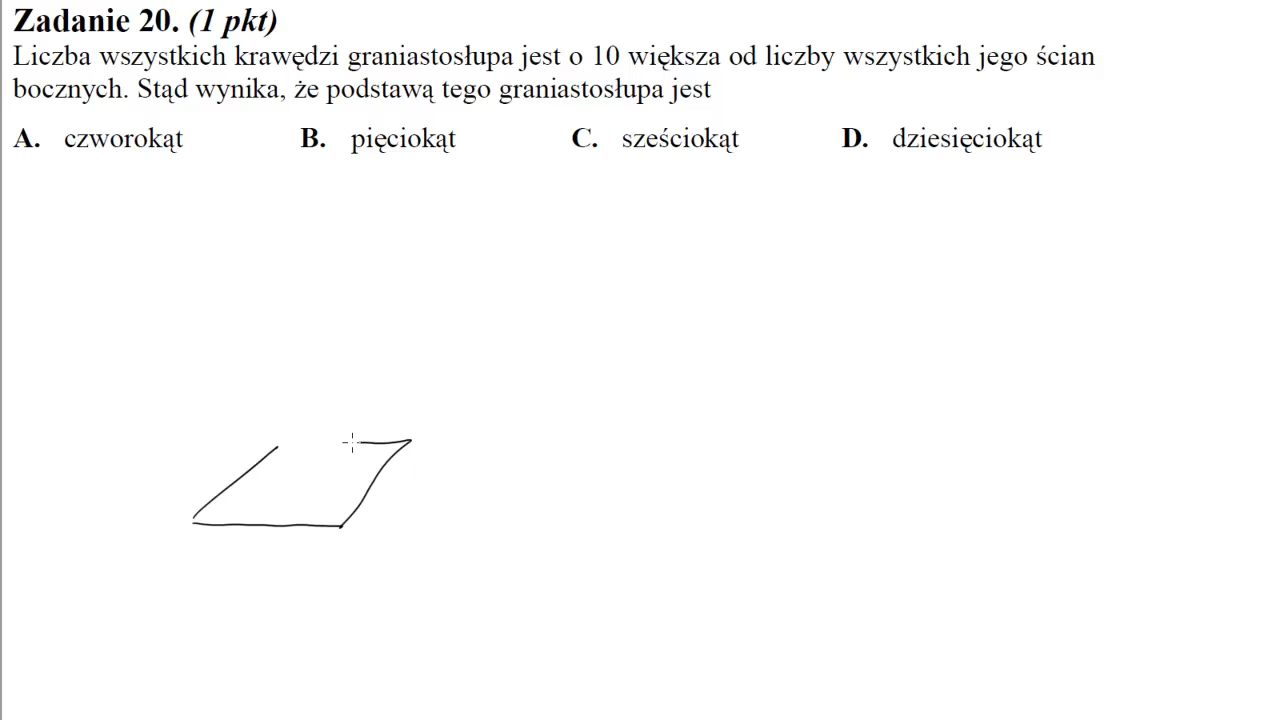 Zadanie 20. (1 pkt)
Liczba wszystkich krawędzi graniastosłupa jest o 10 większa od liczby wszystkich jego ścian
bocznych. Stąd wynika, że podstawą tego graniastosłupa jest
A. czworokąt B. pięciokąt C. sześciokąt D. dziesięciokąt